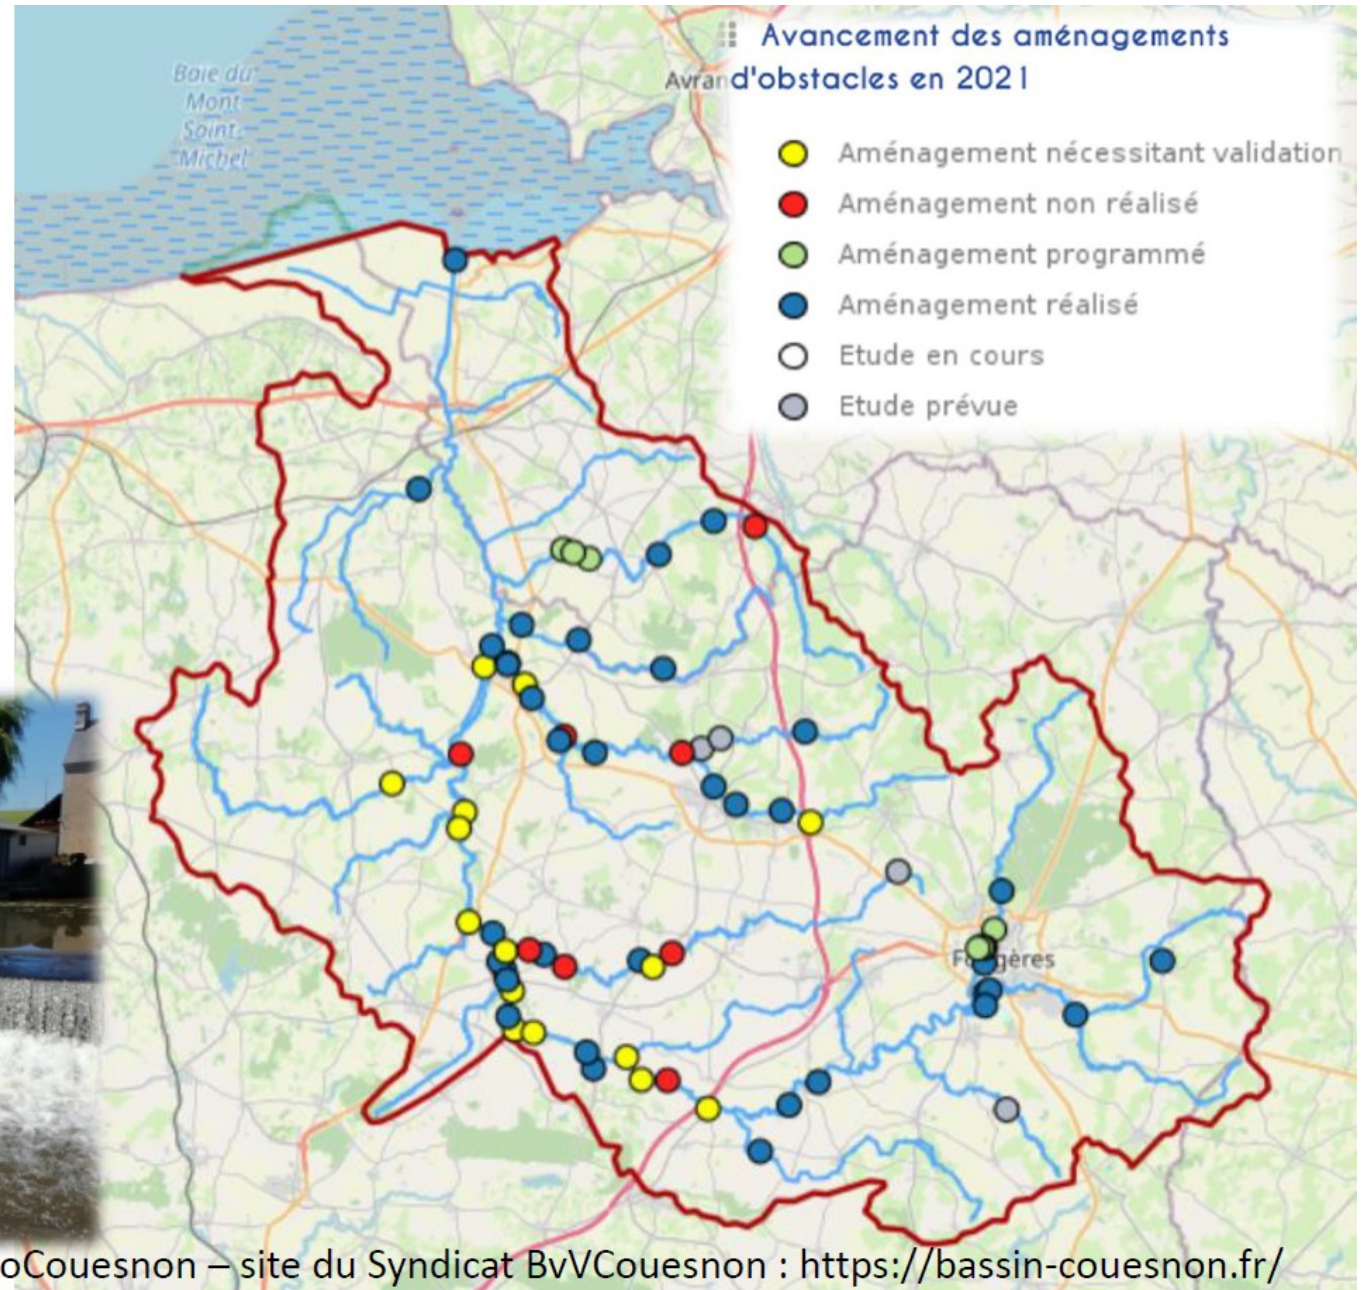 Avancement des aménagements
d'obstacles en 2021
Baie du
Mont
Saint-
Michel
Aménagement nécessitant validation
Aménagement non réalisé
Aménagement programmé
Aménagement réalisé
Etude en cours
Etude prévue
oCouesnon – site du Syndicat BvVCouesnon : https://bassin-couesnon.fr/